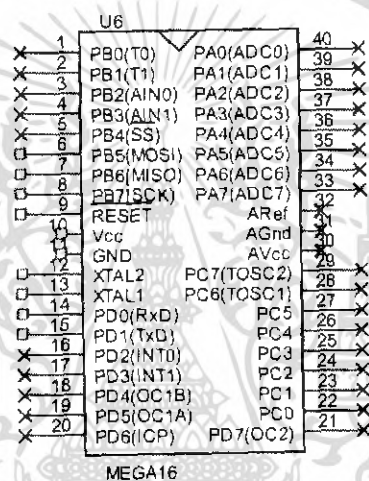 U6
1 PB0(T0) PA0(ADC0) 40
2 PB1(T1) PA1(ADC1) 39
3 PB2(AIN0) PA2(ADC2) 38
4 PB3(AIN1) PA3(ADC3) 37
5 PB4(SS) PA4(ADC4) 36
6 PB5(MOSI) PA5(ADC5) 35
7 PB6(MISO) PA6(ADC6) 34
8 PB7(SCK) PA7(ADC7) 33
9 RESET ARef 32
10 Vcc AGnd 31
11 GND AVcc 30
12 XTAL2 PC7(TOSC2) 29
13 XTAL1 PC6(TOSC1) 28
14 PD0(RxD) PC5 27
15 PD1(TxD) PC4 26
16 PD2(INT0) PC3 25
17 PD3(INT1) PC2 24
18 PD4(OC1B) PC1 23
19 PD5(OC1A) PC0 22
20 PD6(ICP) PD7(OC2) 21
MEGA16